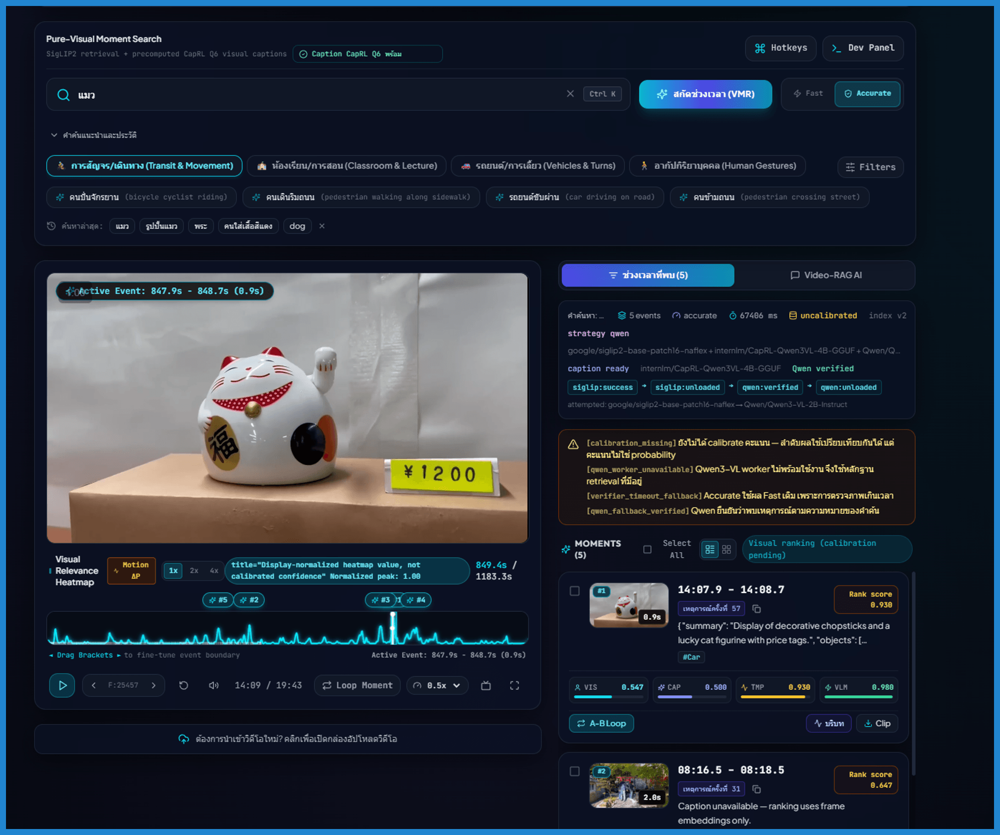 Pure-Visual Moment Search
SigLIP2 retrieval + precomputed CapRL Q6 visual captions
Caption CapRL Q6 พร้อม
Hotkeys
Dev Panel
แมว
Ctrl K
สกัดช่วงเวลา (VMR)
Fast
Accurate
คำค้นแนะนำและประวัติ
การสัญจร/เดินทาง (Transit & Movement)
ห้องเรียน/การสอน (Classroom & Lecture)
รถยนต์/การเลี้ยว (Vehicles & Turns)
อากัปกิริยาบุคคล (Human Gestures)
Filters
คนปั่นจักรยาน (bicycle cyclist riding)
คนเดินริมถนน (pedestrian walking along sidewalk)
รถยนต์ขับผ่าน (car driving on road)
คนข้ามถนน (pedestrian crossing street)
ค้นหาล่าสุด:
แมว
รูปปั้นแมว
พระ
คนใส่เสื้อสีแดง
dog
Active Event: 847.9s - 848.7s (0.9s)
福
¥1200
Visual Relevance Heatmap
Motion ΔP
1x
2x
4x
title="Display-normalized heatmap value, not
calibrated confidence" Normalized peak: 1.00
849.4s /
1183.3s
#5
#2
#3
#4
◄ Drag Brackets ► to fine-tune event boundary
Active Event: 847.9s - 848.7s (0.9s)
F:25457
14:09 / 19:43
Loop Moment
0.5x
ต้องการนำเข้าวิดีโอใหม่? คลิกเพื่อเปิดกล่องอัปโหลดวิดีโอ
ช่วงเวลาที่พบ (5)
Video-RAG AI
คำค้นหา: ...
5 events
accurate
67406 ms
uncalibrated
index v2
strategy qwen
google/siglip2-base-patch16-naflex + internlm/CapRL-Qwen3VL-4B-GGUF + Qwen/Q...
caption ready
internlm/CapRL-Qwen3VL-4B-GGUF
Qwen verified
siglip:success → siglip:unloaded → qwen:verified → qwen:unloaded
attempted: google/siglip2-base-patch16-naflex → Qwen/Qwen3-VL-2B-Instruct
[calibration_missing] ยังไม่ได้ calibrate คะแนน — ลำดับผลใช้เปรียบเทียบกันได้ แต่
คะแนนไม่ใช่ probability
[qwen_worker_unavailable] Qwen3-VL worker ไม่พร้อมใช้งาน จึงใช้หลักฐาน
retrieval ที่มีอยู่
[verifier_timeout_fallback] Accurate ใช้ผล Fast เดิม เพราะการตรวจภาพเกินเวลา
[qwen_fallback_verified] Qwen ยืนยันว่าพบเหตุการณ์ตามความหมายของคำค้น
MOMENTS
(5)
Select
All
Visual ranking (calibration
pending)
#1
0.9s
14:07.9 - 14:08.7
เหตุการณ์ครั้งที่ 57
Rank score
0.930
{"summary": "Display of decorative chopsticks and a
lucky cat figurine with price tags.", "objects": [...
#Car
VIS 0.547
CAP 0.500
TMP 0.930
VLM 0.980
A-B Loop
บริบท
Clip
#2
2.0s
08:16.5 - 08:18.5
เหตุการณ์ครั้งที่ 31
Rank score
0.647
Caption unavailable — ranking uses frame
embeddings only.